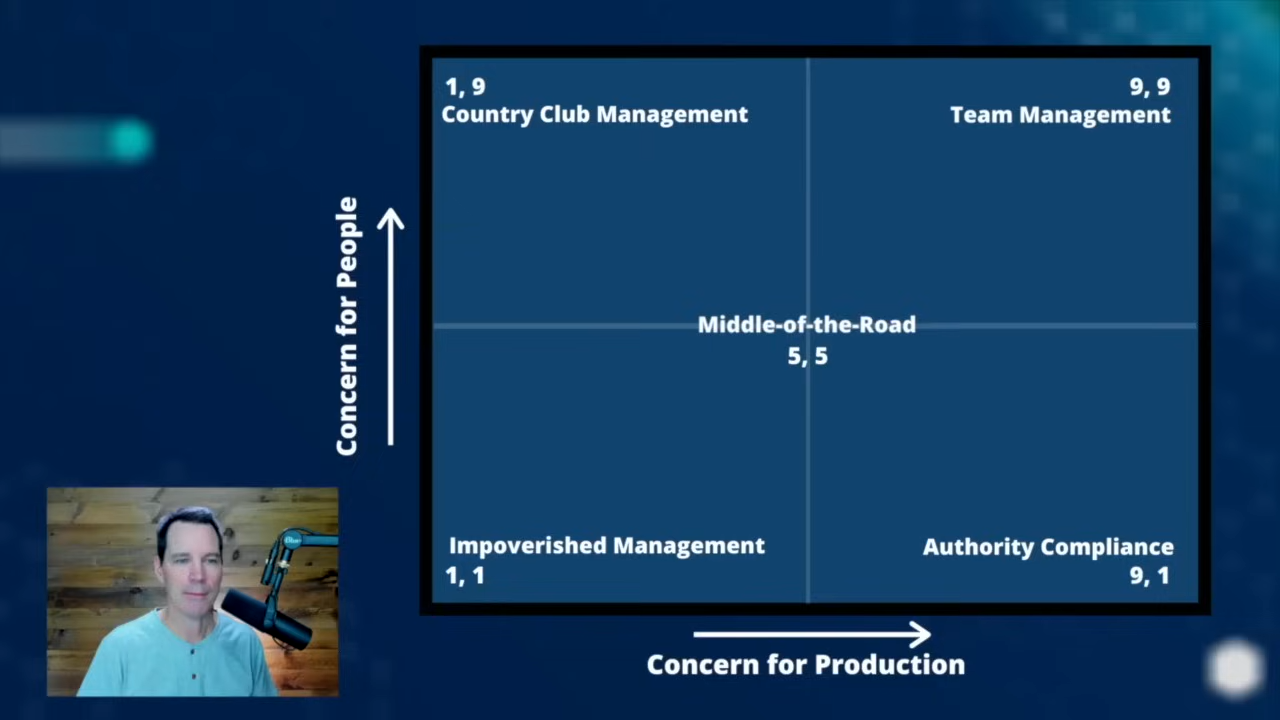 1, 9
Country Club Management
9, 9
Team Management
Concern for People
Middle-of-the-Road
5, 5
Impoverished Management
1, 1
Authority Compliance
9, 1
Concern for Production